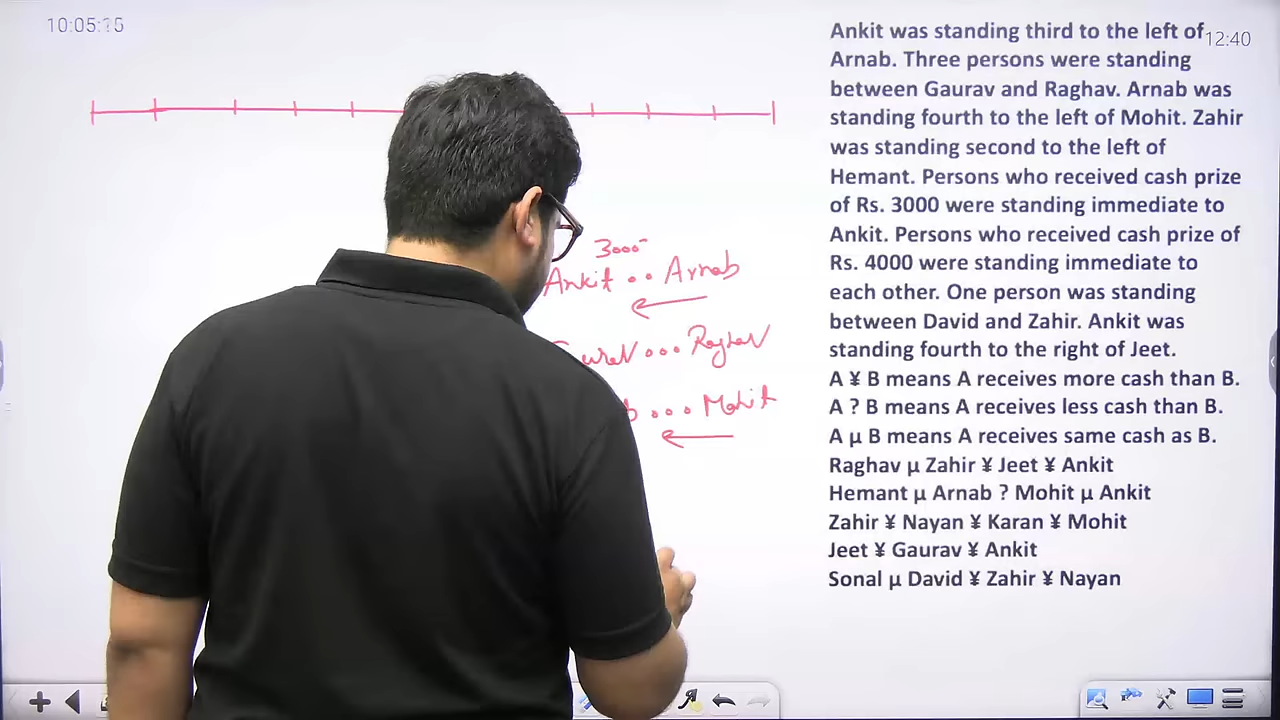 10:05:15
12:40
Ankit was standing third to the left of
Arnab. Three persons were standing
between Gaurav and Raghav. Arnab was
standing fourth to the left of Mohit. Zahir
was standing second to the left of
Hemant. Persons who received cash prize
of Rs. 3000 were standing immediate to
Ankit. Persons who received cash prize of
Rs. 4000 were standing immediate to
each other. One person was standing
between David and Zahir. Ankit was
standing fourth to the right of Jeet.
A ¥ B means A receives more cash than B.
A ? B means A receives less cash than B.
A µ B means A receives same cash as B.
Raghav µ Zahir ¥ Jeet ¥ Ankit
Hemant µ Arnab ? Mohit µ Ankit
Zahir ¥ Nayan ¥ Karan ¥ Mohit
Jeet ¥ Gaurav ¥ Ankit
Sonal µ David ¥ Zahir ¥ Nayan
3000
Ankit .. Arnab
... Raghav
b ... Mohit